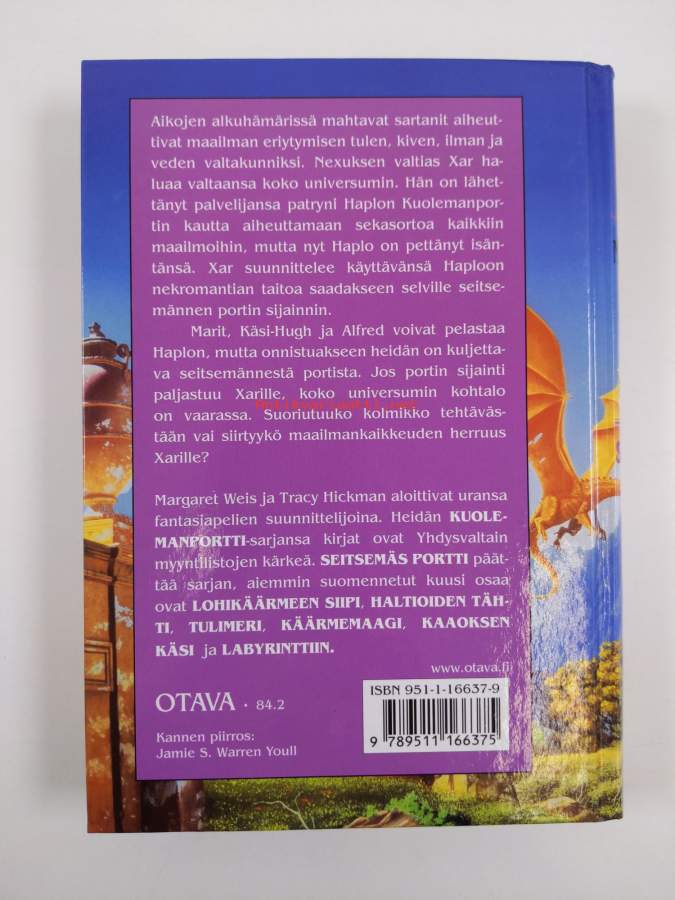 Aikojen alkuhämärissä mahtavat sartanit aiheut-
tivat maailman eriytymisen tulen, kiven, ilman ja
veden valtakunniksi. Nexuksen valtias Xar ha-
luaa valtaansa koko universumin. Hän on lähet-
tänyt palvelijansa patryni Haplon Kuolemanpor-
tin kautta aiheuttamaan sekasortoa kaikkiin
maailmoihin, mutta nyt Haplo on pettänyt isän-
tänsä. Xar suunnittelee käyttävänsä Haploon
nekromantian taitoa saadakseen selville seitse-
männen portin sijainnin.
Marit, Käsi-Hugh ja Alfred voivat pelastaa
Haplon, mutta onnistuakseen heidän on kuljetta-
va seitsemännestä portista. Jos portin sijainti
paljastuu Xarille, koko universumin kohtalo
on vaarassa. Suoriutuuko kolmikko tehtäväs-
tään vai siirtyykö maailmankaikkeuden herruus
Xarille?
Margaret Weis ja Tracy Hickman aloittivat uransa
fantasiapelien suunnittelijoina. Heidän KUOLE-
MANPORTTI-sarjansa kirjat ovat Yhdysvaltain
myyntilistojen kärkeä. SEITSEMÄS PORTTI päät-
tää sarjan, aiemmin suomennetut kuusi osaa
ovat LOHIKÄÄRMEEN SIIPI, HALTIOIDEN TÄH-
TI, TULIMERI, KÄÄRMEMAAGI, KAAOKSEN
KÄSI ja LABYRINTTIIN.
www.otava.fi
OTAVA · 84.2
ISBN 951-1-16637-9
9 789511 166375
Kannen piirros:
Jamie S. Warren Youll